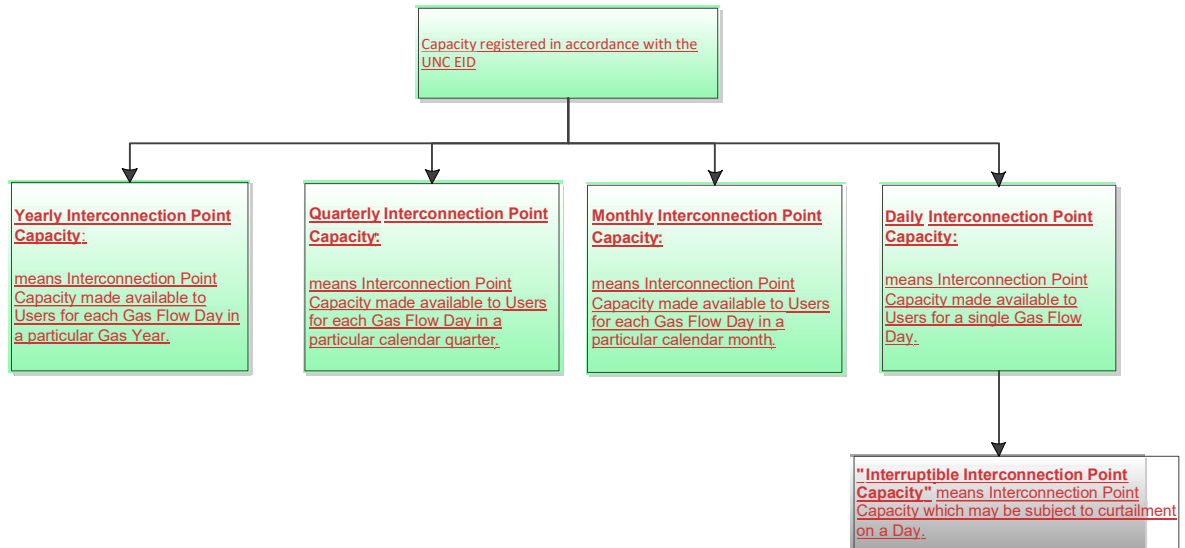 Capacity registered in accordance with the
UNC EID
Yearly Interconnection Point
Capacity:
means Interconnection Point
Capacity made available to
Users for each Gas Flow Day in
a particular Gas Year.
Quarterly Interconnection Point
Capacity:
means Interconnection Point
Capacity made available to Users
for each Gas Flow Day in a
particular calendar quarter.
Monthly Interconnection Point
Capacity:
means Interconnection Point
Capacity made available to Users
for each Gas Flow Day in a
particular calendar month.
Daily Interconnection Point
Capacity:
means Interconnection Point
Capacity made available to
Users for a single Gas Flow
Day.
"Interruptible Interconnection Point
Capacity" means Interconnection Point
Capacity which may be subject to curtailment
on a Day.